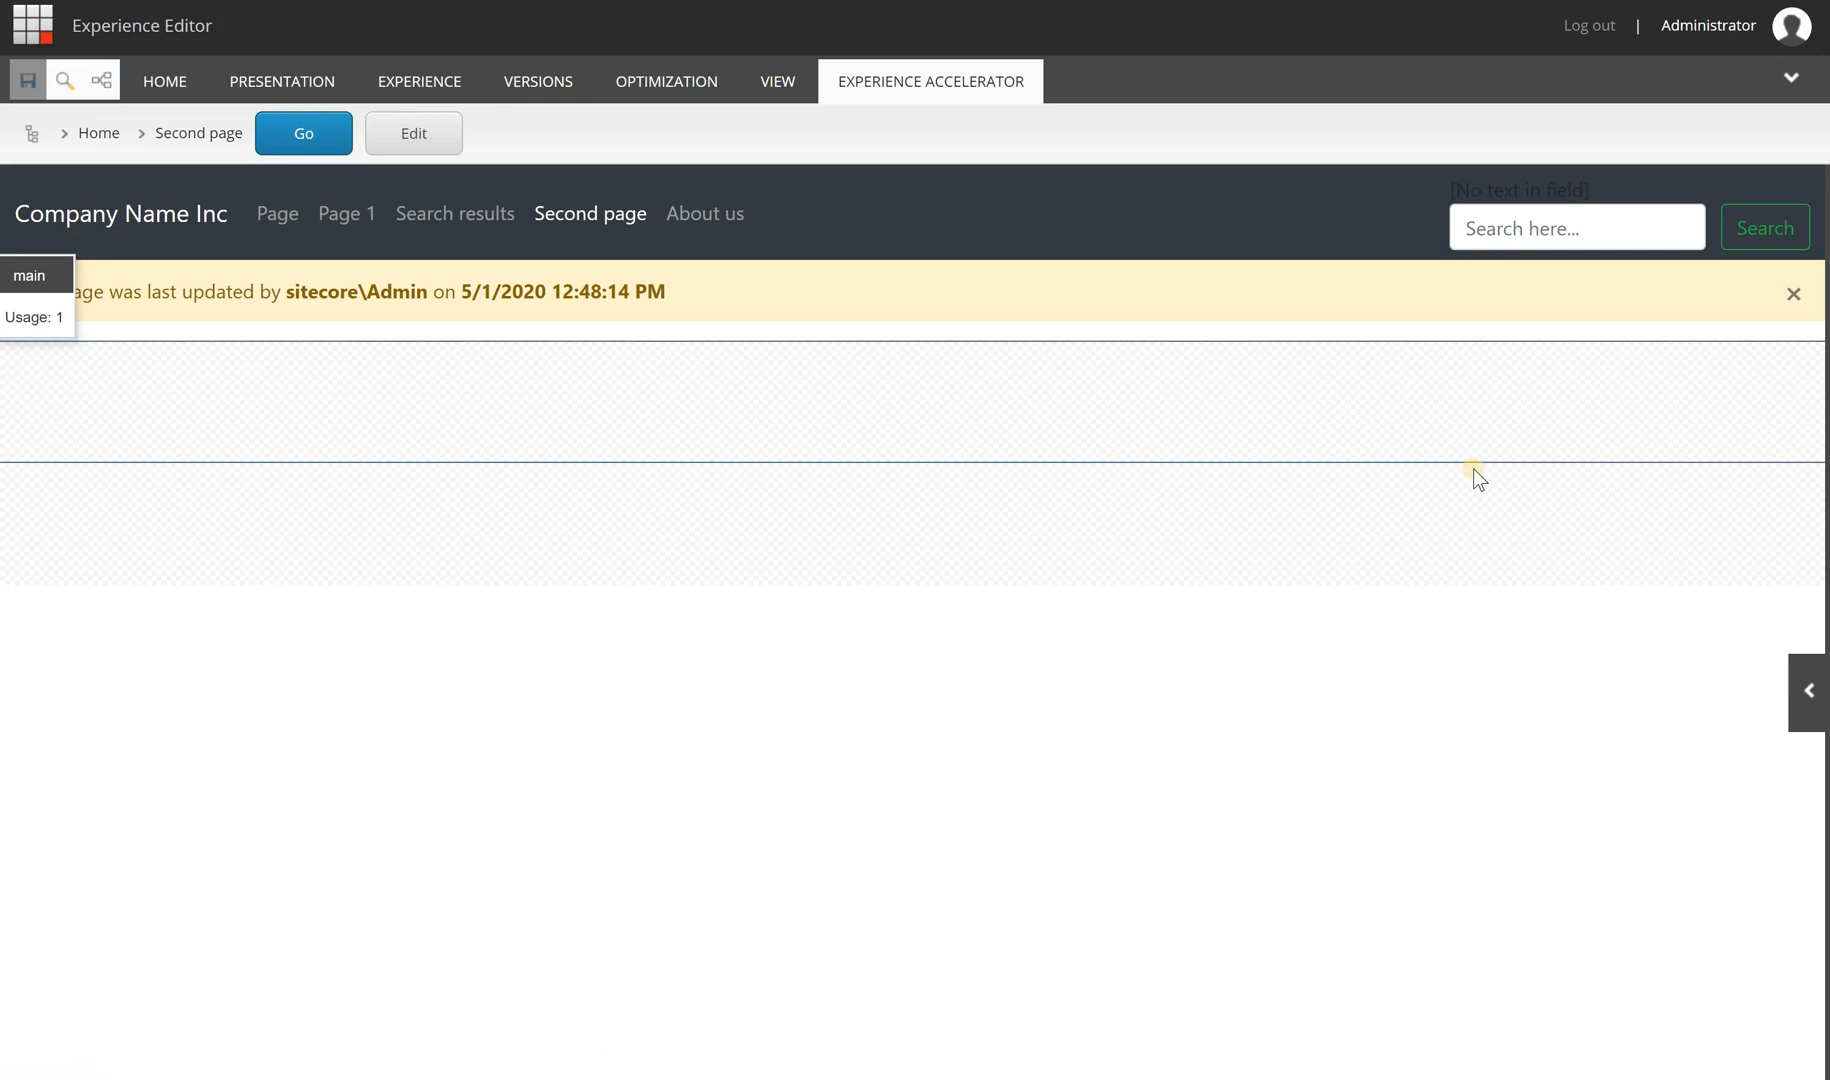 Experience Editor
Log out | Administrator
HOME PRESENTATION EXPERIENCE VERSIONS OPTIMIZATION VIEW EXPERIENCE ACCELERATOR
Home Second page Go Edit
[No text in field]
Company Name Inc Page Page 1 Search results Second page About us Search here... Search
main
age was last updated by sitecore\Admin on 5/1/2020 12:48:14 PM
Usage: 1